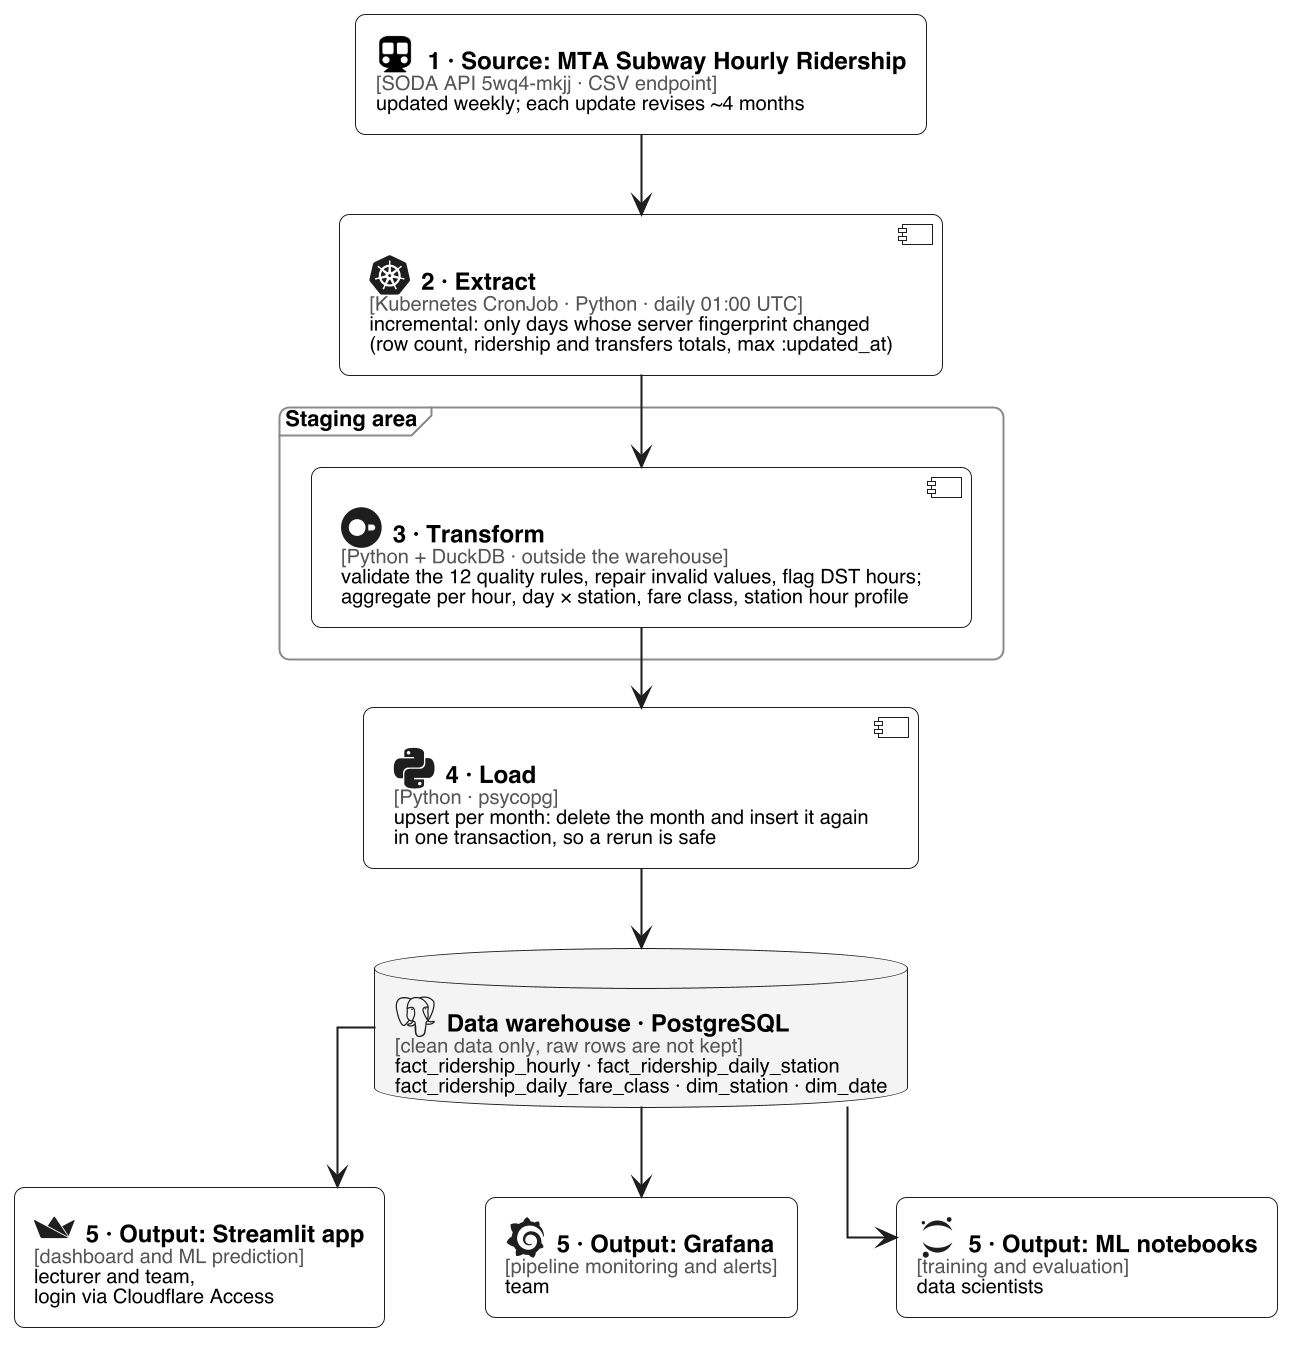 1 · Source: MTA Subway Hourly Ridership
[SODA API 5wq4-mkjj · CSV endpoint]
updated weekly; each update revises ~4 months
2 · Extract
[Kubernetes CronJob · Python · daily 01:00 UTC]
incremental: only days whose server fingerprint changed
(row count, ridership and transfers totals, max :updated_at)
Staging area
3 · Transform
[Python + DuckDB · outside the warehouse]
validate the 12 quality rules, repair invalid values, flag DST hours;
aggregate per hour, day × station, fare class, station hour profile
4 · Load
[Python · psycopg]
upsert per month: delete the month and insert it again
in one transaction, so a rerun is safe
Data warehouse · PostgreSQL
[clean data only, raw rows are not kept]
fact_ridership_hourly · fact_ridership_daily_station
fact_ridership_daily_fare_class · dim_station · dim_date
5 · Output: Streamlit app
[dashboard and ML prediction]
lecturer and team,
login via Cloudflare Access
5 · Output: Grafana
[pipeline monitoring and alerts]
team
5 · Output: ML notebooks
[training and evaluation]
data scientists